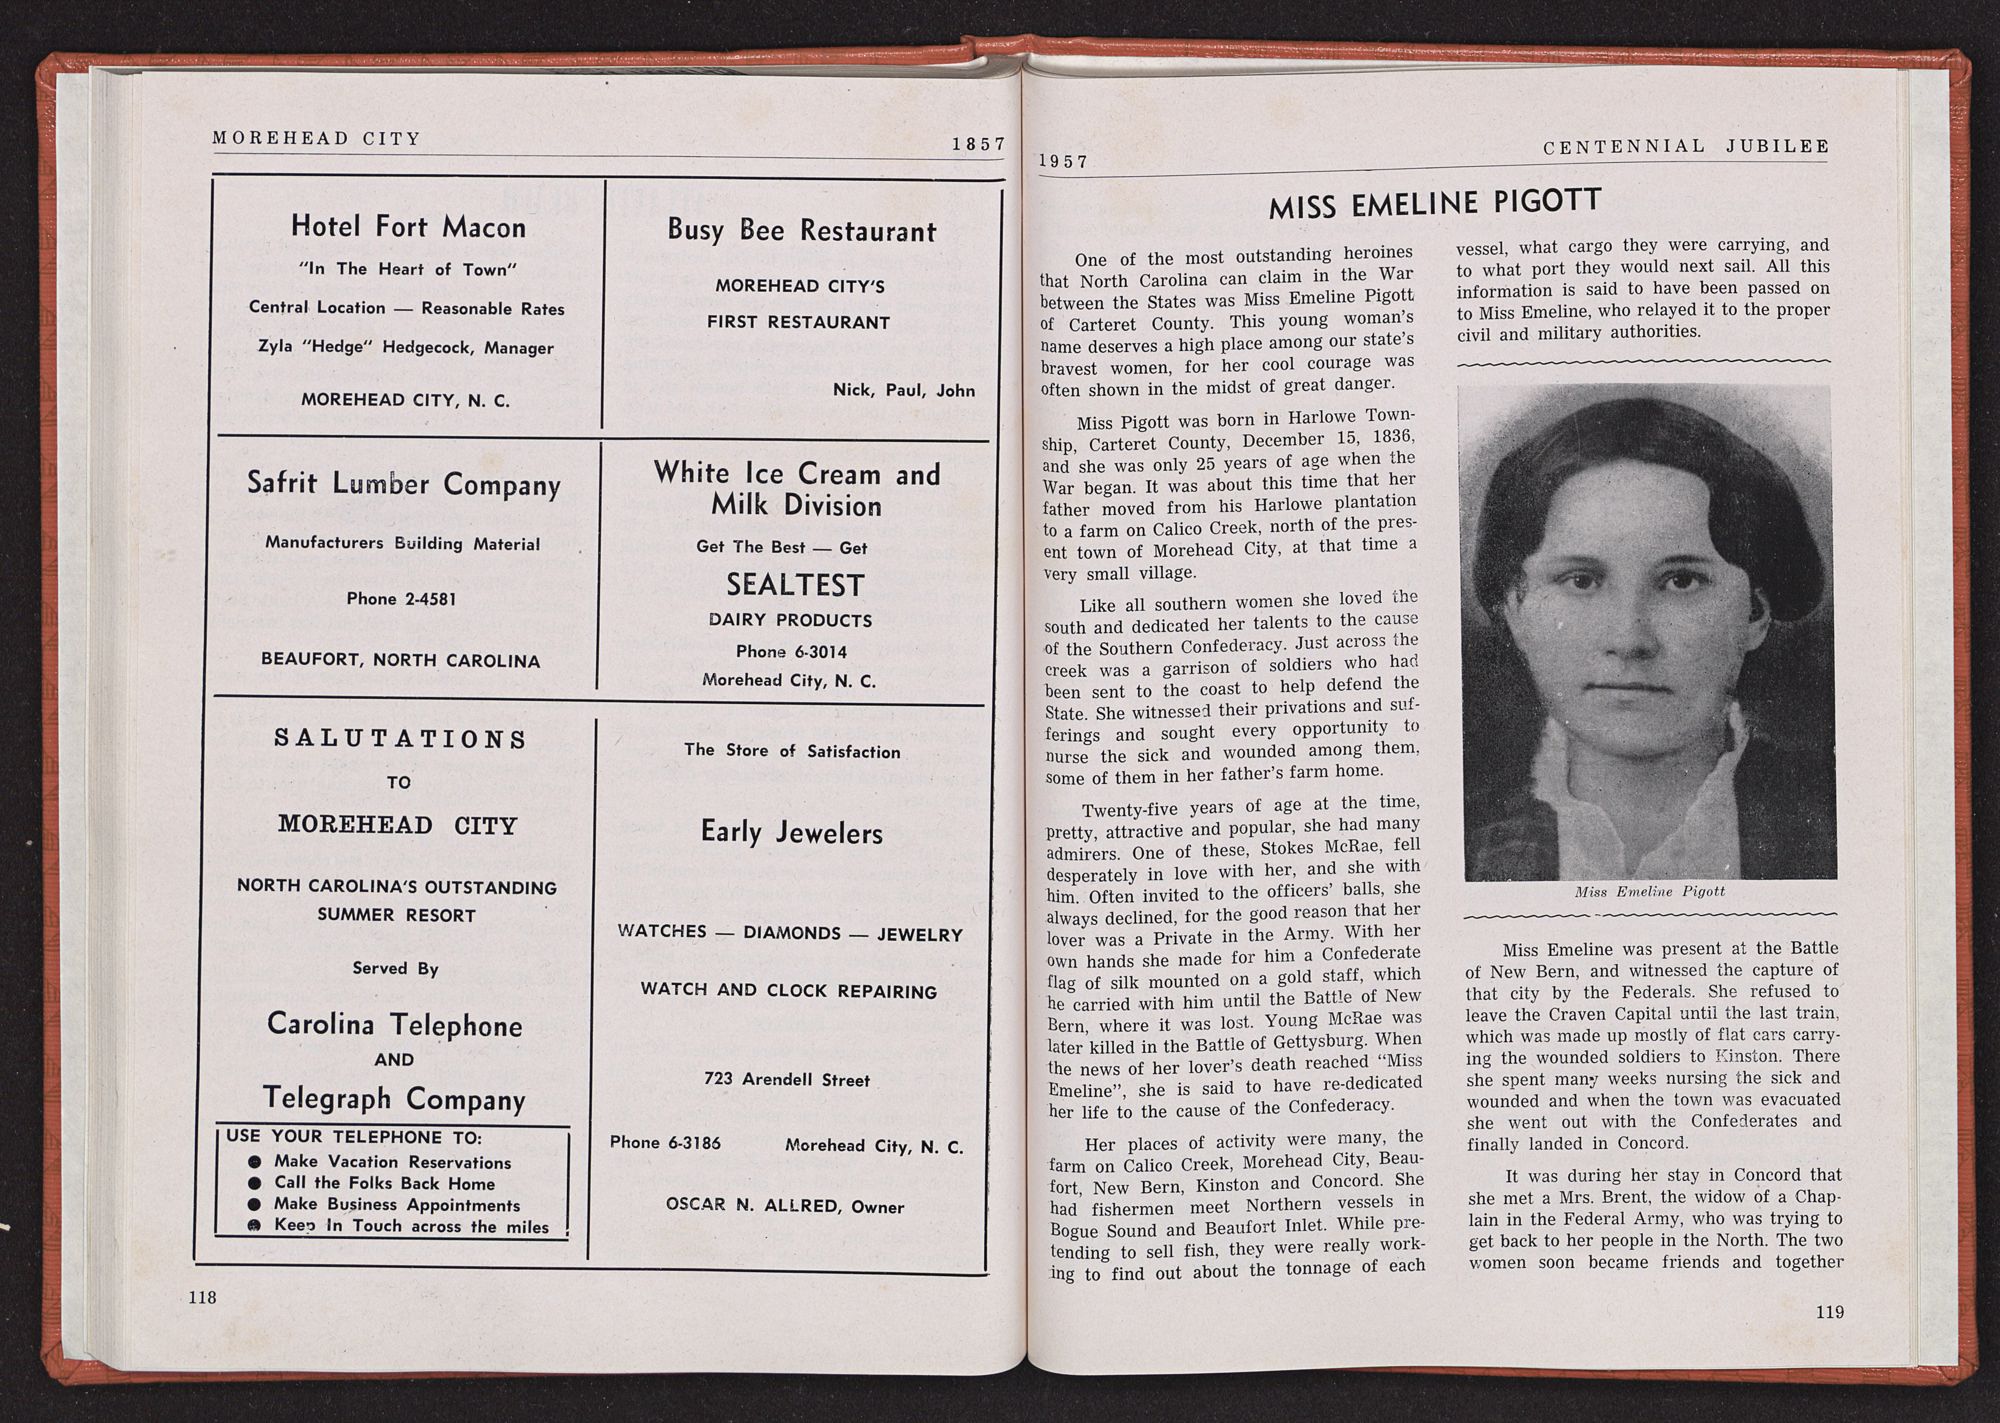 MOREHEAD CITY
1857
Hotel Fort Macon
"In The Heart of Town"
Central Location — Reasonable Rates
Zyla "Hedge" Hedgecock, Manager
MOREHEAD CITY, N. C.
Busy Bee Restaurant
MOREHEAD CITY'S
FIRST RESTAURANT
Nick, Paul, John
Safrit Lumber Company
Manufacturers Building Material
Phone 2-4581
BEAUFORT, NORTH CAROLINA
White Ice Cream and
Milk Division
Get The Best — Get
SEALTEST
DAIRY PRODUCTS
Phone 6-3014
Morehead City, N. C.
SALUTATIONS
TO
MOREHEAD CITY
NORTH CAROLINA'S OUTSTANDING
SUMMER RESORT
Served By
Carolina Telephone
AND
Telegraph Company
USE YOUR TELEPHONE TO:
● Make Vacation Reservations
● Call the Folks Back Home
● Make Business Appointments
● Keep In Touch across the miles
The Store of Satisfaction
Early Jewelers
WATCHES — DIAMONDS — JEWELRY
WATCH AND CLOCK REPAIRING
723 Arendell Street
Phone 6-3186 Morehead City, N. C.
OSCAR N. ALLRED, Owner
118
1957
CENTENNIAL JUBILEE
MISS EMELINE PIGOTT
One of the most outstanding heroines
that North Carolina can claim in the War
between the States was Miss Emeline Pigott
of Carteret County. This young woman's
name deserves a high place among our state's
bravest women, for her cool courage was
often shown in the midst of great danger.
Miss Pigott was born in Harlowe Town-
ship, Carteret County, December 15, 1836,
and she was only 25 years of age when the
War began. It was about this time that her
father moved from his Harlowe plantation
to a farm on Calico Creek, north of the pres-
ent town of Morehead City, at that time a
very small village.
Like all southern women she loved the
south and dedicated her talents to the cause
of the Southern Confederacy. Just across the
creek was a garrison of soldiers who had
been sent to the coast to help defend the
State. She witnessed their privations and suf-
ferings and sought every opportunity to
nurse the sick and wounded among them,
some of them in her father's farm home.
Twenty-five years of age at the time,
pretty, attractive and popular, she had many
admirers. One of these, Stokes McRae, fell
desperately in love with her, and she with
him. Often invited to the officers' balls, she
always declined, for the good reason that her
lover was a Private in the Army. With her
own hands she made for him a Confederate
flag of silk mounted on a gold staff, which
he carried with him until the Battle of New
Bern, where it was lost. Young McRae was
later killed in the Battle of Gettysburg. When
the news of her lover's death reached "Miss
Emeline", she is said to have re-dedicated
her life to the cause of the Confederacy.
Her places of activity were many, the
farm on Calico Creek, Morehead City, Beau-
fort, New Bern, Kinston and Concord. She
had fishermen meet Northern vessels in
Bogue Sound and Beaufort Inlet. While pre-
tending to sell fish, they were really work-
ing to find out about the tonnage of each
vessel, what cargo they were carrying, and
to what port they would next sail. All this
information is said to have been passed on
to Miss Emeline, who relayed it to the proper
civil and military authorities.
Miss Emeline Pigott
Miss Emeline was present at the Battle
of New Bern, and witnessed the capture of
that city by the Federals. She refused to
leave the Craven Capital until the last train,
which was made up mostly of flat cars carry-
ing the wounded soldiers to Kinston. There
she spent many weeks nursing the sick and
wounded and when the town was evacuated
she went out with the Confederates and
finally landed in Concord.
It was during her stay in Concord that
she met a Mrs. Brent, the widow of a Chap-
lain in the Federal Army, who was trying to
get back to her people in the North. The two
women soon became friends and together
119